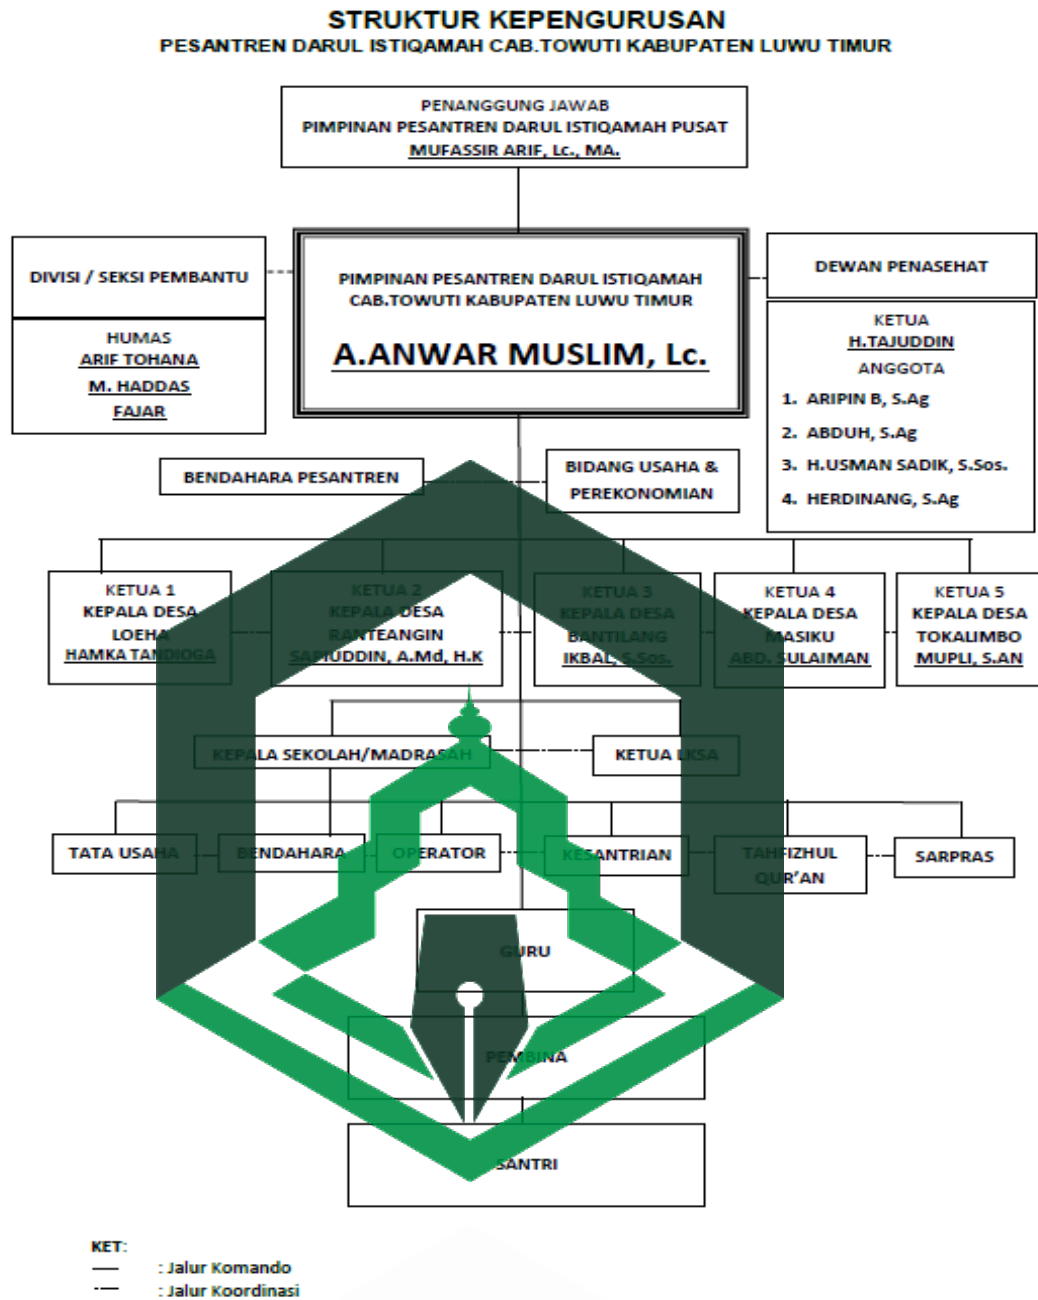 STRUKTUR KEPENGURUSAN
PESANTREN DARUL ISTIQAMAH CAB.TOWUTI KABUPATEN LUWU TIMUR
PENANGGUNG JAWAB
PIMPINAN PESANTREN DARUL ISTIQAMAH PUSAT
MUFASSIR ARIF, Lc., MA.
DIVISI / SEKSI PEMBANTU
HUMAS
ARIF TOHANA
M. HADDAS
FAJAR
PIMPINAN PESANTREN DARUL ISTIQAMAH
CAB.TOWUTI KABUPATEN LUWU TIMUR
A.ANWAR MUSLIM, Lc.
DEWAN PENASEHAT
KETUA
H.TAJUDDIN
ANGGOTA
1. ARIPIN B, S.Ag
2. ABDUH, S.Ag
3. H.USMAN SADIK, S.Sos.
4. HERDINANG, S.Ag
BENDAHARA PESANTREN
BIDANG USAHA &
PEREKONOMIAN
KETUA 1
KEPALA DESA
LOEHA
HAMKA TANDIOGA
KETUA 2
KEPALA DESA
RANTEANGIN
SAPIUDDIN, A.Md, H.K
KETUA 3
KEPALA DESA
BANTILANG
IKBAL, S.Sos.
KETUA 4
KEPALA DESA
MASIKU
ABD. SULAIMAN
KETUA 5
KEPALA DESA
TOKALIMBO
MUPLI, S.AN
KEPALA SEKOLAH/MADRASAH
KETUA LKSA
TATA USAHA
BENDAHARA
OPERATOR
KESANTRIAN
TAHFIZHUL
QUR'AN
SARPRAS
GURU
PEMBINA
SANTRI
KET:
: Jalur Komando
: Jalur Koordinasi